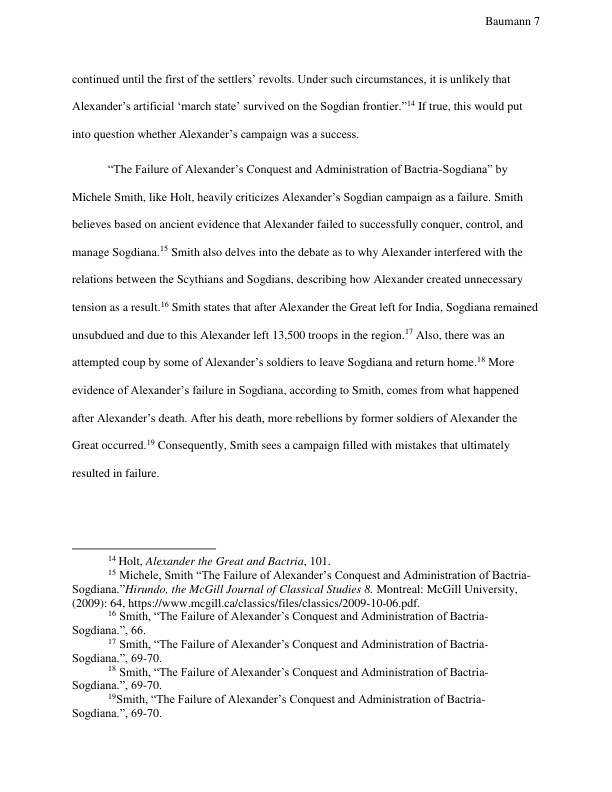 Baumann 7
continued until the first of the settlers’ revolts. Under such circumstances, it is unlikely that
Alexander’s artificial ‘march state’ survived on the Sogdian frontier.”14 If true, this would put
into question whether Alexander’s campaign was a success.
“The Failure of Alexander’s Conquest and Administration of Bactria-Sogdiana” by
Michele Smith, like Holt, heavily criticizes Alexander’s Sogdian campaign as a failure. Smith
believes based on ancient evidence that Alexander failed to successfully conquer, control, and
manage Sogdiana.15 Smith also delves into the debate as to why Alexander interfered with the
relations between the Scythians and Sogdians, describing how Alexander created unnecessary
tension as a result.16 Smith states that after Alexander the Great left for India, Sogdiana remained
unsubdued and due to this Alexander left 13,500 troops in the region.17 Also, there was an
attempted coup by some of Alexander’s soldiers to leave Sogdiana and return home.18 More
evidence of Alexander’s failure in Sogdiana, according to Smith, comes from what happened
after Alexander’s death. After his death, more rebellions by former soldiers of Alexander the
Great occurred.19 Consequently, Smith sees a campaign filled with mistakes that ultimately
resulted in failure.
14 Holt, Alexander the Great and Bactria, 101.
15 Michele, Smith “The Failure of Alexander’s Conquest and Administration of Bactria-
Sogdiana.”Hirundo, the McGill Journal of Classical Studies 8. Montreal: McGill University,
(2009): 64, https://www.mcgill.ca/classics/files/classics/2009-10-06.pdf.
16 Smith, “The Failure of Alexander’s Conquest and Administration of Bactria-
Sogdiana.”, 66.
17 Smith, “The Failure of Alexander’s Conquest and Administration of Bactria-
Sogdiana.”, 69-70.
18 Smith, “The Failure of Alexander’s Conquest and Administration of Bactria-
Sogdiana.”, 69-70.
19Smith, “The Failure of Alexander’s Conquest and Administration of Bactria-
Sogdiana.”, 69-70.